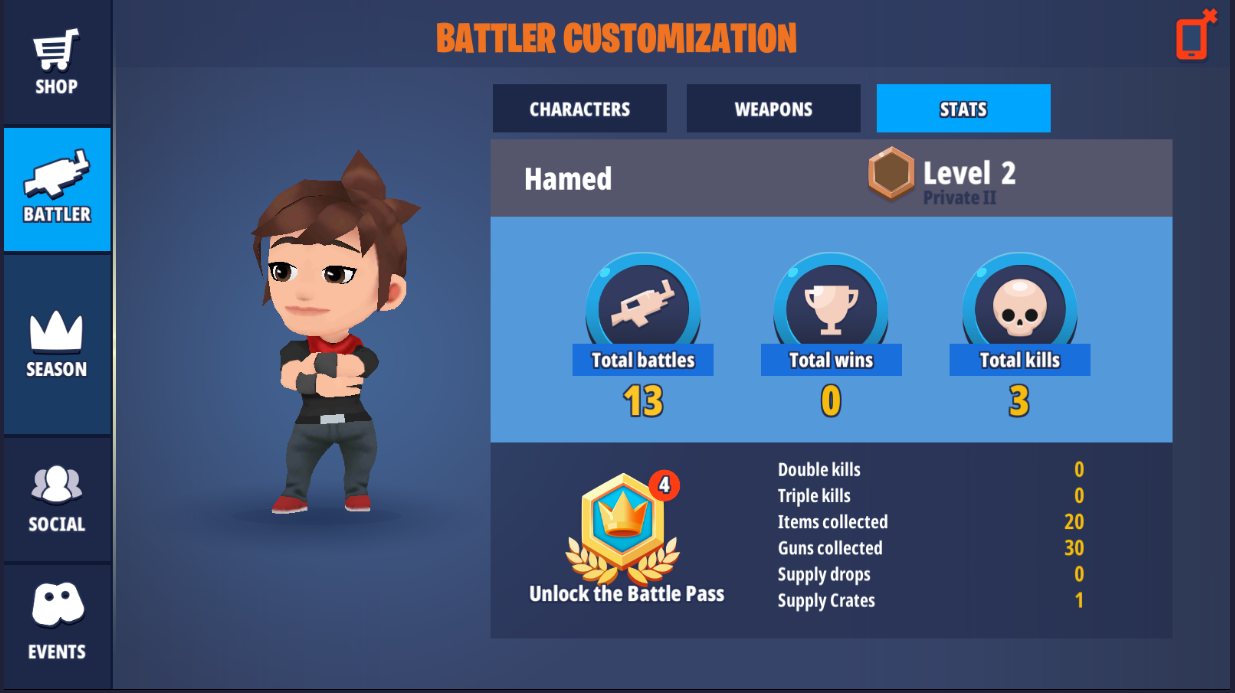 BATTLER CUSTOMIZATION
SHOP
BATTLER
SEASON
SOCIAL
EVENTS
CHARACTERS WEAPONS STATS
Hamed
Level 2
Private II
Total battles Total wins Total kills
13 0 3
4
Unlock the Battle Pass
Double kills 0
Triple kills 0
Items collected 20
Guns collected 30
Supply drops 0
Supply Crates 1